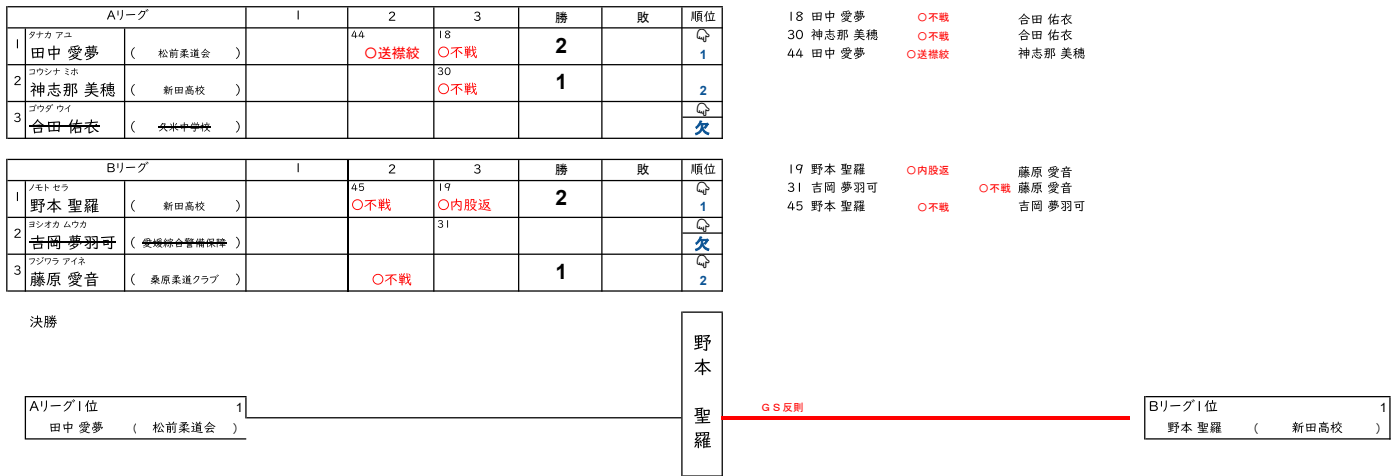 Aリーグ 1 2 3 勝 敗 順位
1 タナカ アユ 田中 愛夢 ( 松前柔道会 ) 44 〇送襟絞 18 〇不戦 2 1
2 コウシナ ミホ 神志那 美穂 ( 新田高校 ) 30 〇不戦 1 2
3 ゴウダ ウイ 合田 佑衣 ( 久米中学校 ) 欠
18 田中 愛夢 〇不戦 合田 佑衣
30 神志那 美穂 〇不戦 合田 佑衣
44 田中 愛夢 〇送襟絞 神志那 美穂
Bリーグ 1 2 3 勝 敗 順位
1 ノモト セラ 野本 聖羅 ( 新田高校 ) 45 〇不戦 19 〇内股返 2 1
2 ヨシオカ ムウカ 吉岡 夢羽可 ( 愛媛綜合警備保障 ) 31 欠
3 フジワラ アイネ 藤原 愛音 ( 桑原柔道クラブ ) 〇不戦 1 2
19 野本 聖羅 〇内股返 藤原 愛音
31 吉岡 夢羽可 〇不戦 藤原 愛音
45 野本 聖羅 〇不戦 吉岡 夢羽可
決勝
野本 聖羅
Aリーグ1位 1
田中 愛夢 ( 松前柔道会 )
GS反則
Bリーグ1位 1
野本 聖羅 ( 新田高校 )